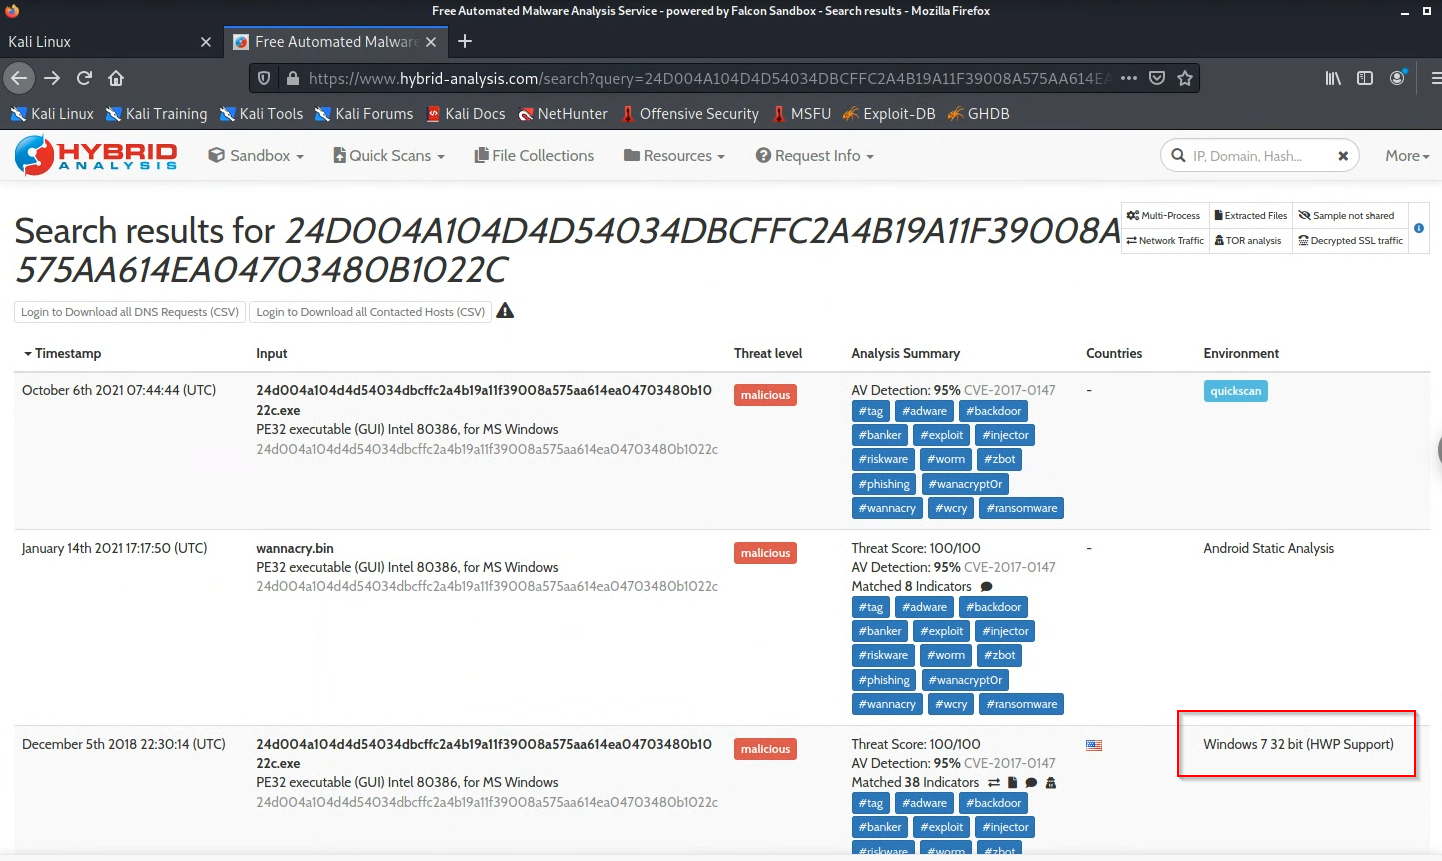 Free Automated Malware Analysis Service - powered by Falcon Sandbox - Search results - Mozilla Firefox
Kali Linux
Free Automated Malware
https://www.hybrid-analysis.com/search?query=24D004A104D4D54034DBCFFC2A4B19A11F39008A575AA614EA
Kali Linux Kali Training Kali Tools Kali Forums Kali Docs NetHunter Offensive Security MSFU Exploit-DB GHDB
HYBRID
ANALYSIS
Sandbox Quick Scans File Collections Resources Request Info IP, Domain, Hash... More
Search results for 24D004A104D4D54034DBCFFC2A4B19A11F39008A
575AA614EA04703480B1022C
Multi-Process Extracted Files Sample not shared
Network Traffic TOR analysis Decrypted SSL traffic
Login to Download all DNS Requests (CSV) Login to Download all Contacted Hosts (CSV)
Timestamp Input Threat level Analysis Summary Countries Environment
October 6th 2021 07:44:44 (UTC)
24d004a104d4d54034dbcffc2a4b19a11f39008a575aa614ea04703480b10
22c.exe
PE32 executable (GUI) Intel 80386, for MS Windows
24d004a104d4d54034dbcffc2a4b19a11f39008a575aa614ea04703480b1022c
malicious
AV Detection: 95% CVE-2017-0147
#tag #adware #backdoor
#banker #exploit #injector
#riskware #worm #zbot
#phishing #wanacrypt0r
#wannacry #wcry #ransomware
-
quickscan
January 14th 2021 17:17:50 (UTC)
wannacry.bin
PE32 executable (GUI) Intel 80386, for MS Windows
24d004a104d4d54034dbcffc2a4b19a11f39008a575aa614ea04703480b1022c
malicious
Threat Score: 100/100
AV Detection: 95% CVE-2017-0147
Matched 8 Indicators
#tag #adware #backdoor
#banker #exploit #injector
#riskware #worm #zbot
#phishing #wanacrypt0r
#wannacry #wcry #ransomware
-
Android Static Analysis
December 5th 2018 22:30:14 (UTC)
24d004a104d4d54034dbcffc2a4b19a11f39008a575aa614ea04703480b10
22c.exe
PE32 executable (GUI) Intel 80386, for MS Windows
24d004a104d4d54034dbcffc2a4b19a11f39008a575aa614ea04703480b1022c
malicious
Threat Score: 100/100
AV Detection: 95% CVE-2017-0147
Matched 38 Indicators
#tag #adware #backdoor
#banker #exploit #injector
#riskware #worm #zbot
Windows 7 32 bit (HWP Support)